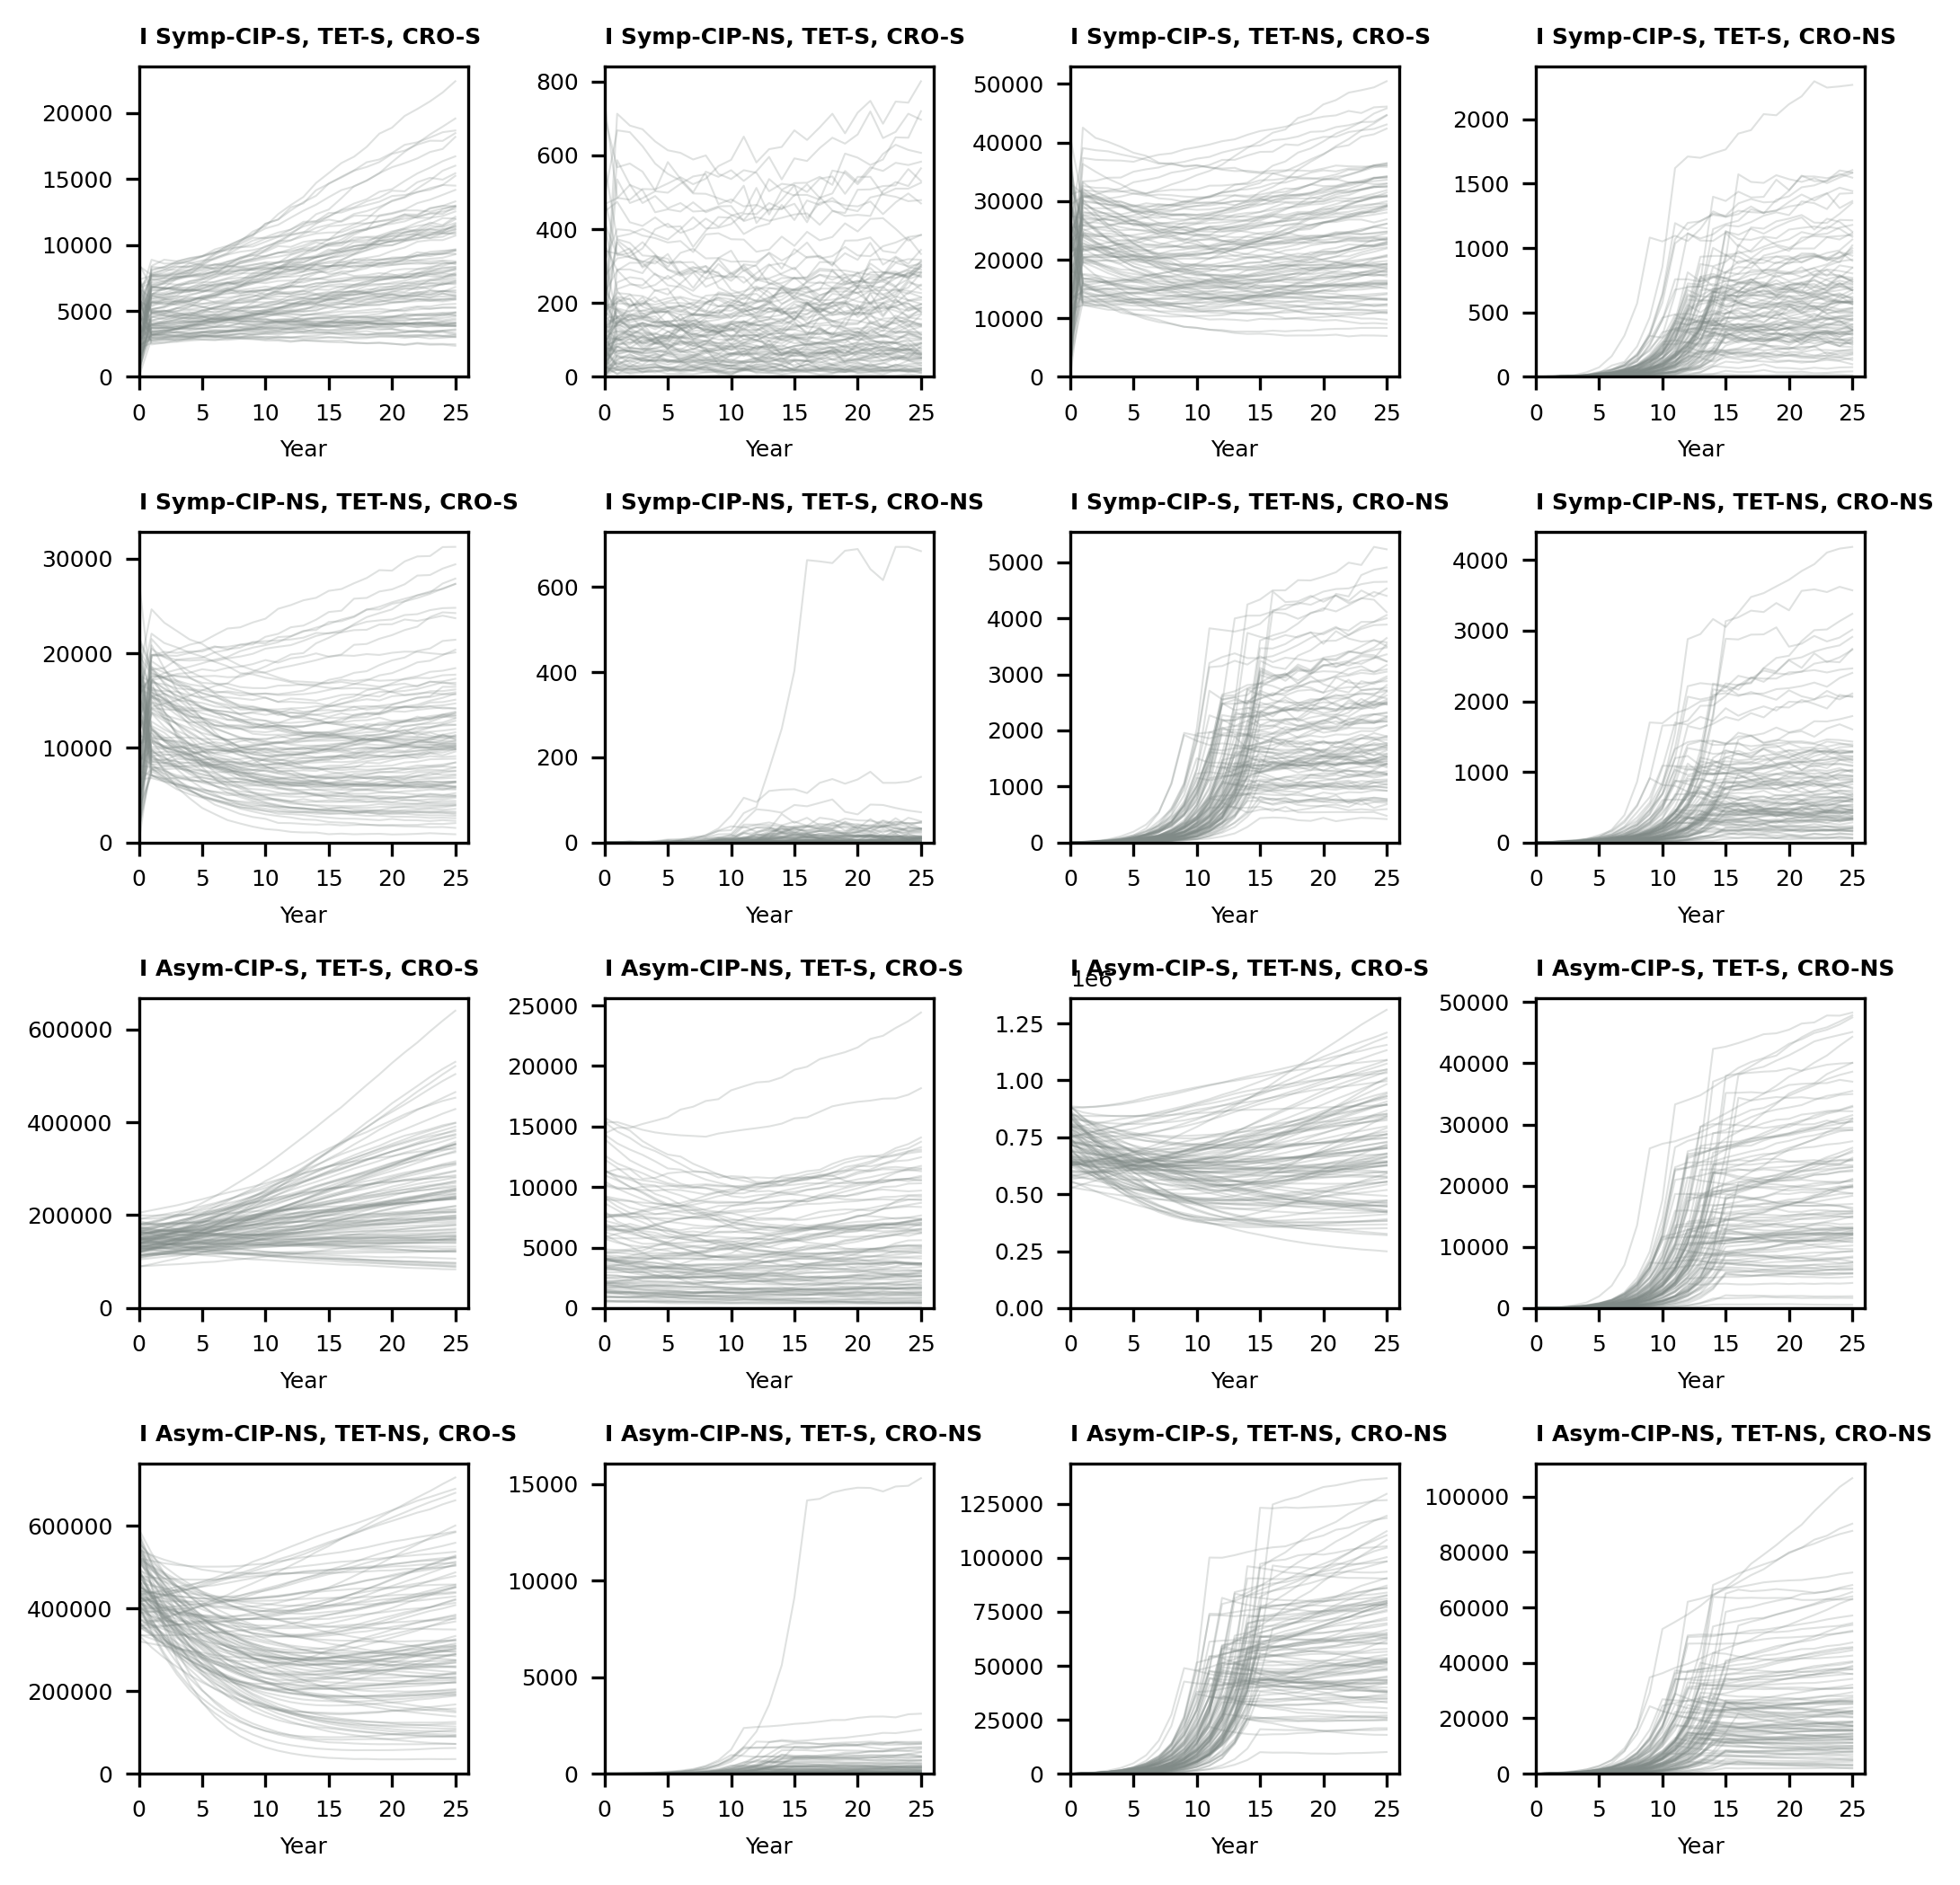 I Symp-CIP-S, TET-S, CRO-S
20000
15000
10000
5000
0
0 5 10 15 20 25
Year
I Symp-CIP-NS, TET-S, CRO-S
800
600
400
200
0
0 5 10 15 20 25
Year
I Symp-CIP-S, TET-NS, CRO-S
50000
40000
30000
20000
10000
0
0 5 10 15 20 25
Year
I Symp-CIP-S, TET-S, CRO-NS
2000
1500
1000
500
0
0 5 10 15 20 25
Year
I Symp-CIP-NS, TET-NS, CRO-S
30000
20000
10000
0
0 5 10 15 20 25
Year
I Symp-CIP-NS, TET-S, CRO-NS
600
400
200
0
0 5 10 15 20 25
Year
I Symp-CIP-S, TET-NS, CRO-NS
5000
4000
3000
2000
1000
0
0 5 10 15 20 25
Year
I Symp-CIP-NS, TET-NS, CRO-NS
4000
3000
2000
1000
0
0 5 10 15 20 25
Year
I Asym-CIP-S, TET-S, CRO-S
600000
400000
200000
0
0 5 10 15 20 25
Year
I Asym-CIP-NS, TET-S, CRO-S
25000
20000
15000
10000
5000
0
0 5 10 15 20 25
Year
I Asym-CIP-S, TET-NS, CRO-S
1e6
1.25
1.00
0.75
0.50
0.25
0.00
0 5 10 15 20 25
Year
I Asym-CIP-S, TET-S, CRO-NS
50000
40000
30000
20000
10000
0
0 5 10 15 20 25
Year
I Asym-CIP-NS, TET-NS, CRO-S
600000
400000
200000
0
0 5 10 15 20 25
Year
I Asym-CIP-NS, TET-S, CRO-NS
15000
10000
5000
0
0 5 10 15 20 25
Year
I Asym-CIP-S, TET-NS, CRO-NS
125000
100000
75000
50000
25000
0
0 5 10 15 20 25
Year
I Asym-CIP-NS, TET-NS, CRO-NS
100000
80000
60000
40000
20000
0
0 5 10 15 20 25
Year